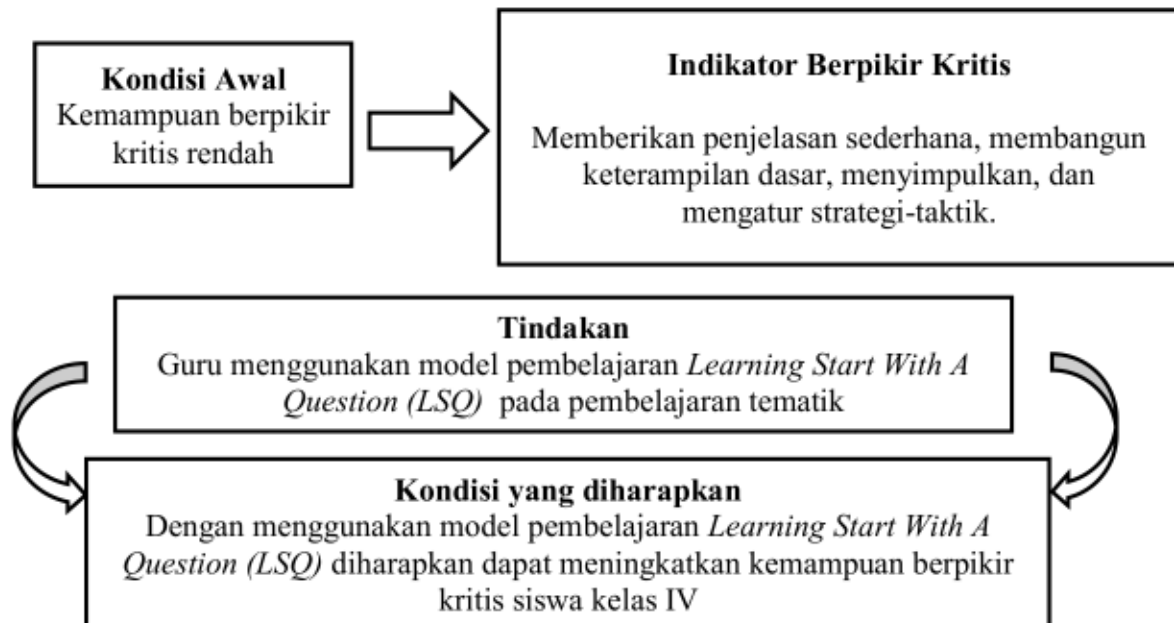 Kondisi Awal
Kemampuan berpikir
kritis rendah
Indikator Berpikir Kritis
Memberikan penjelasan sederhana, membangun
keterampilan dasar, menyimpulkan, dan
mengatur strategi-taktik.
Tindakan
Guru menggunakan model pembelajaran Learning Start With A
Question (LSQ) pada pembelajaran tematik
Kondisi yang diharapkan
Dengan menggunakan model pembelajaran Learning Start With A
Question (LSQ) diharapkan dapat meningkatkan kemampuan berpikir
kritis siswa kelas IV